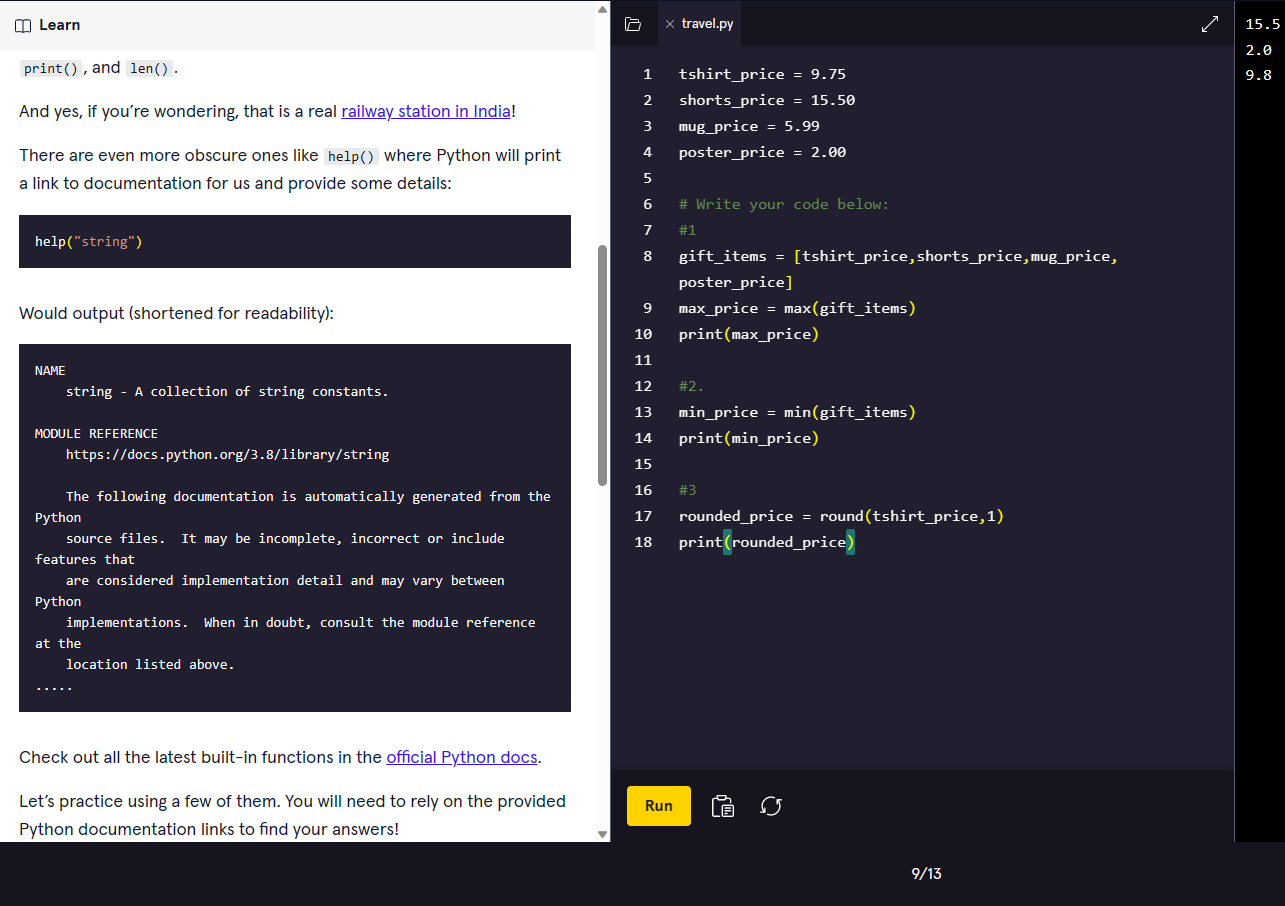 Learn
print(), and len().
And yes, if you’re wondering, that is a real railway station in India!
There are even more obscure ones like help() where Python will print
a link to documentation for us and provide some details:
help("string")
Would output (shortened for readability):
NAME
string - A collection of string constants.
MODULE REFERENCE
https://docs.python.org/3.8/library/string
The following documentation is automatically generated from the
Python
source files.  It may be incomplete, incorrect or include
features that
are considered implementation detail and may vary between
Python
implementations.  When in doubt, consult the module reference
at the
location listed above.
.....
Check out all the latest built-in functions in the official Python docs.
Let’s practice using a few of them. You will need to rely on the provided
Python documentation links to find your answers!
travel.py
1 tshirt_price = 9.75
2 shorts_price = 15.50
3 mug_price = 5.99
4 poster_price = 2.00
5
6 # Write your code below:
7 #1
8 gift_items = [tshirt_price,shorts_price,mug_price,
poster_price]
9 max_price = max(gift_items)
10 print(max_price)
11
12 #2.
13 min_price = min(gift_items)
14 print(min_price)
15
16 #3
17 rounded_price = round(tshirt_price,1)
18 print(rounded_price)
Run
15.5
2.0
9.8
9/13